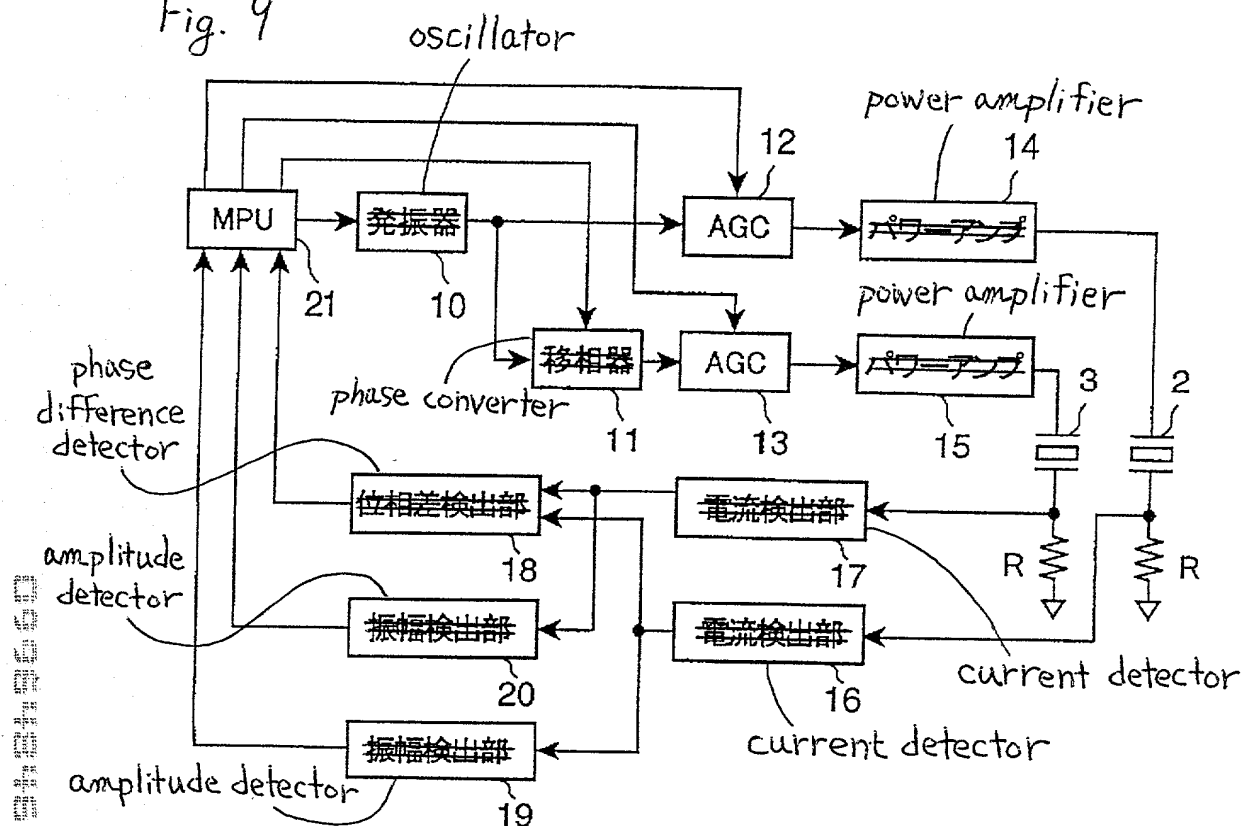 Fig. 9
oscillator
power amplifier
12
14
MPU
発振器
AGC
パワーアンプ
21
10
power amplifier
移相器
AGC
パワーアンプ
phase
difference
detector
phase converter
11
13
15
3
2
位相差検出部
電流検出部
18
17
R
R
amplitude
detector
振幅検出部
電流検出部
20
16
current detector
current detector
振幅検出部
amplitude detector
19